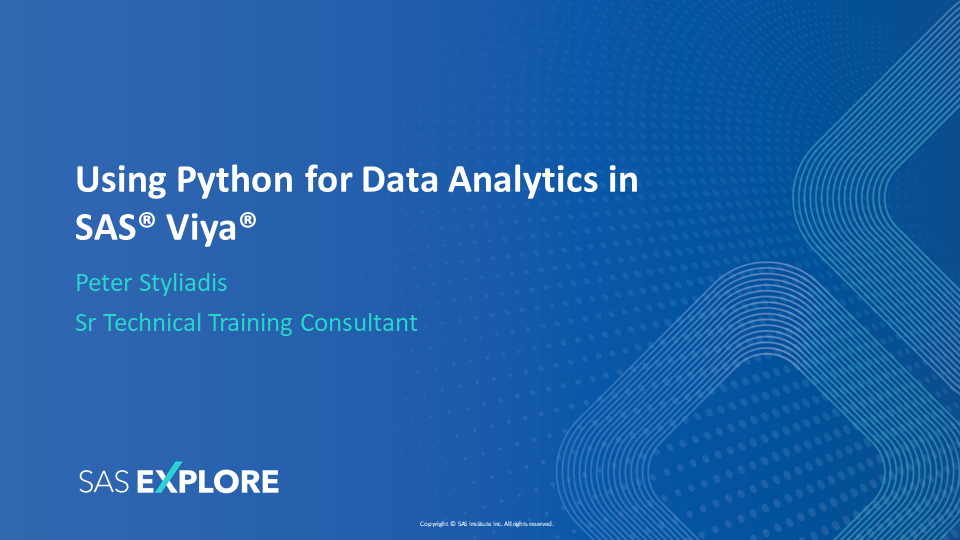 Using Python for Data Analytics in
SAS® Viya®
Peter Styliadis
Sr Technical Training Consultant
SAS EXPLORE
Copyright © SAS Institute Inc. All rights reserved.